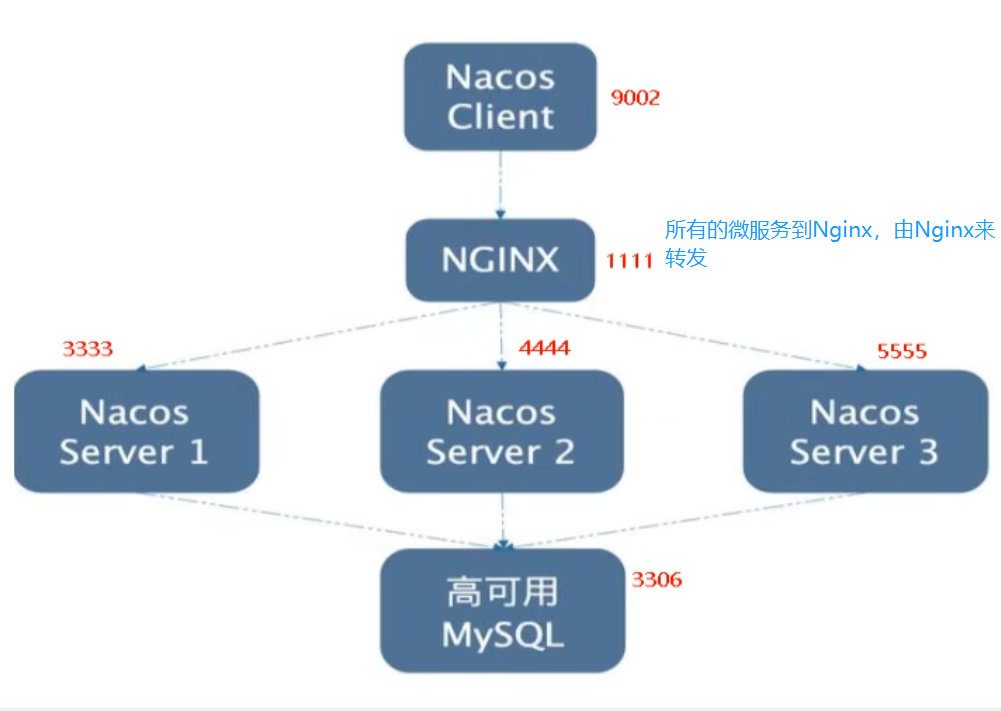 Nacos
Client
9002
所有的微服务到Nginx，由Nginx来
转发
NGINX
1111
3333
4444
5555
Nacos
Server 1
Nacos
Server 2
Nacos
Server 3
高可用
MySQL
3306